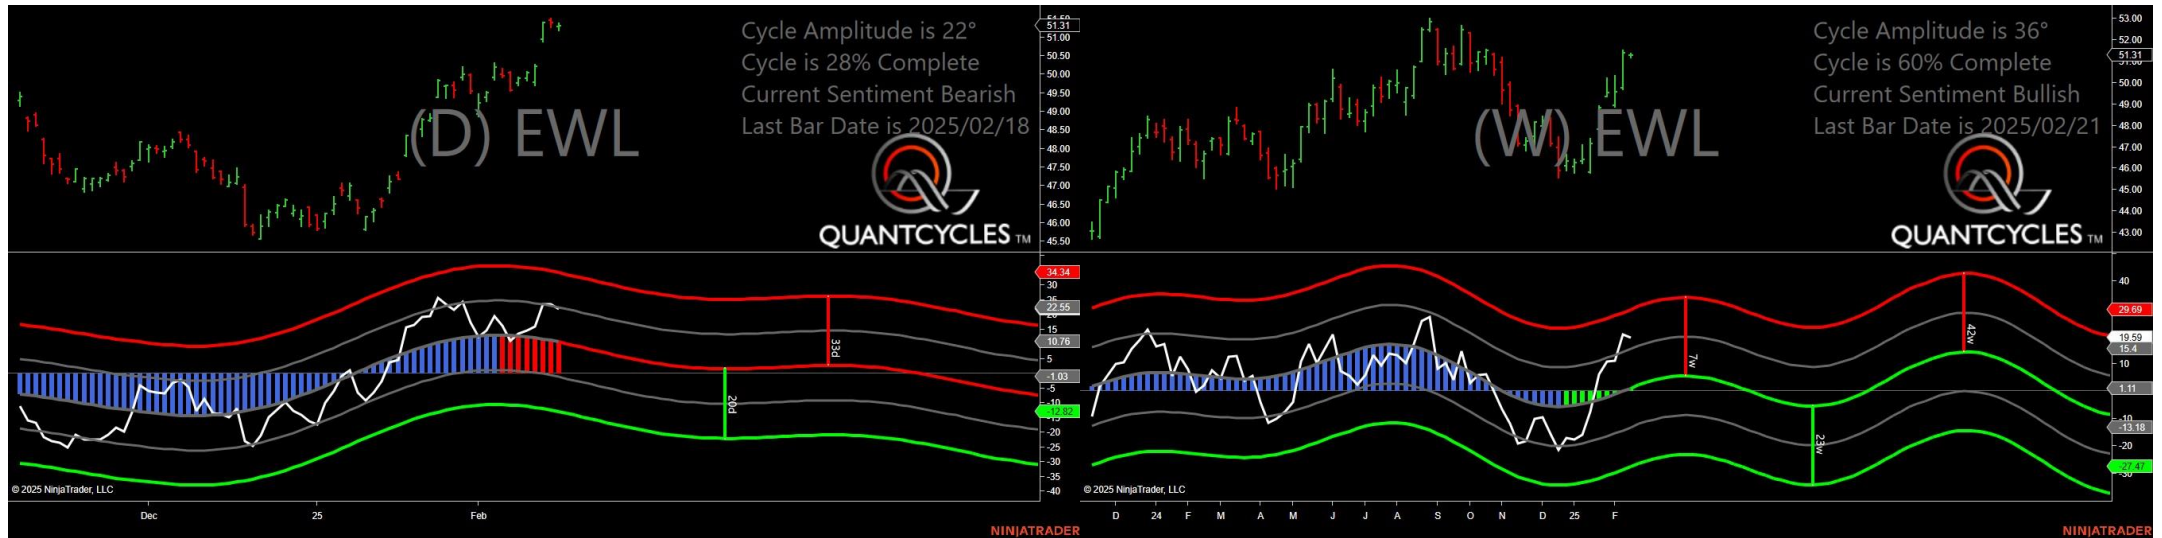 Cycle Amplitude is 22°
Cycle is 28% Complete
Current Sentiment Bearish
Last Bar Date is 2025/02/18
(D) EWL
QUANTCYCLES TM
51.31
51.00
50.50
50.00
49.50
49.00
48.50
48.00
47.50
47.00
46.50
46.00
45.50
34.34
30
22.55
15
10.76
5
-1.03
-5
-10
-12.82
-20
-25
-30
-35
-40
33d
20d
© 2025 NinjaTrader, LLC
Dec 25 Feb
NINJATRADER
Cycle Amplitude is 36°
Cycle is 60% Complete
Current Sentiment Bullish
Last Bar Date is 2025/02/21
(W) EWL
QUANTCYCLES TM
53.00
52.00
51.31
50.00
49.00
48.00
47.00
46.00
45.00
44.00
43.00
40
29.69
19.59
15.4
10
1.11
-10
-13.18
-20
-27.47
7w
42w
23w
© 2025 NinjaTrader, LLC
D 24 F M A M J J A S O N D 25 F
NINJATRADER